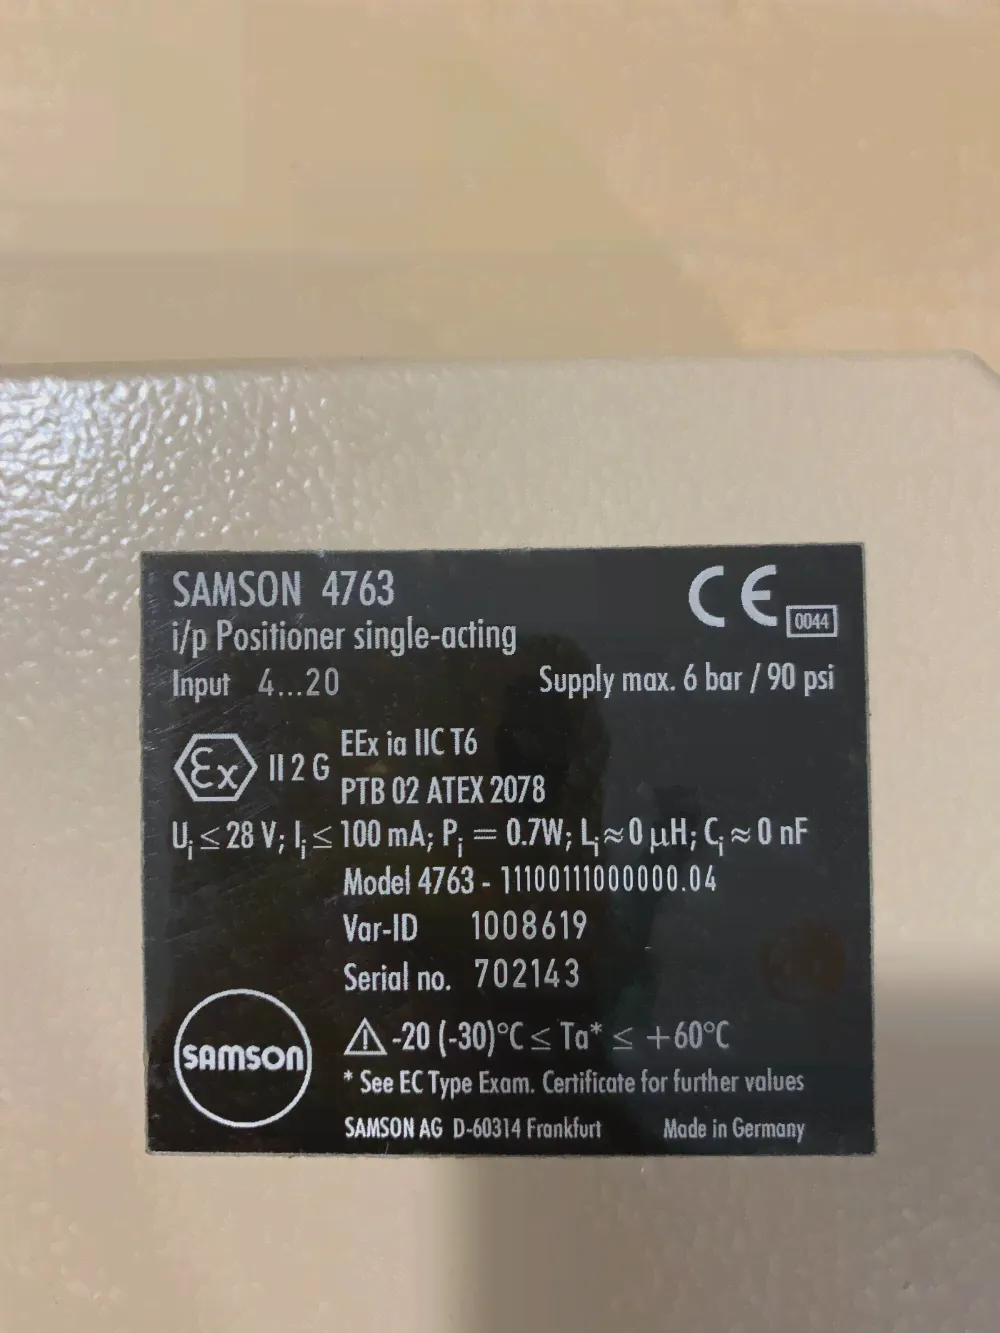 SAMSON 4763
i/p Positioner single-acting
CE 0044
Input 4...20
Supply max. 6 bar / 90 psi
Ex II 2 G
EEx ia IIC T6
PTB 02 ATEX 2078
Ui ≤ 28 V; Ii ≤ 100 mA; Pi = 0.7W; Li ≈ 0 µH; Ci ≈ 0 nF
Model 4763 - 11100111000000.04
Var-ID 1008619
Serial no. 702143
SAMSON
⚠ -20 (-30)°C ≤ Ta* ≤ +60°C
* See EC Type Exam. Certificate for further values
SAMSON AG D-60314 Frankfurt Made in Germany